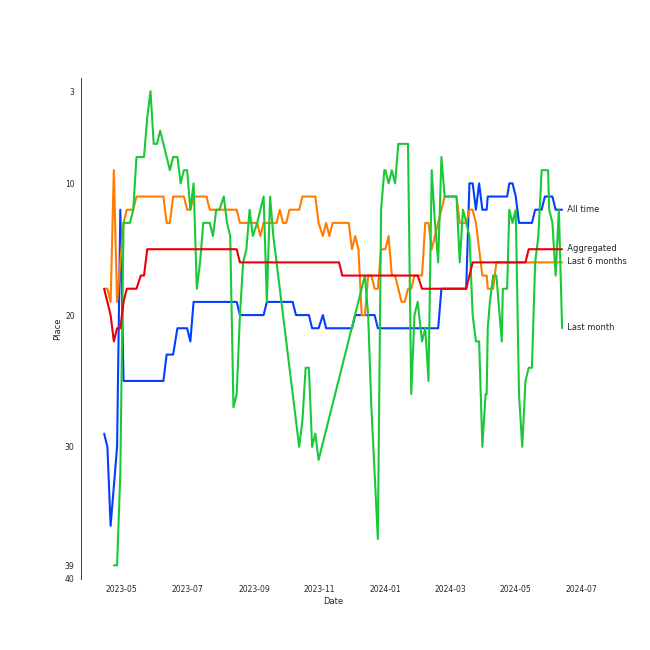 3
10
20
30
39
40
Place
2023-05
2023-07
2023-09
2023-11
2024-01
2024-03
2024-05
2024-07
Date
All time
Aggregated
Last 6 months
Last month